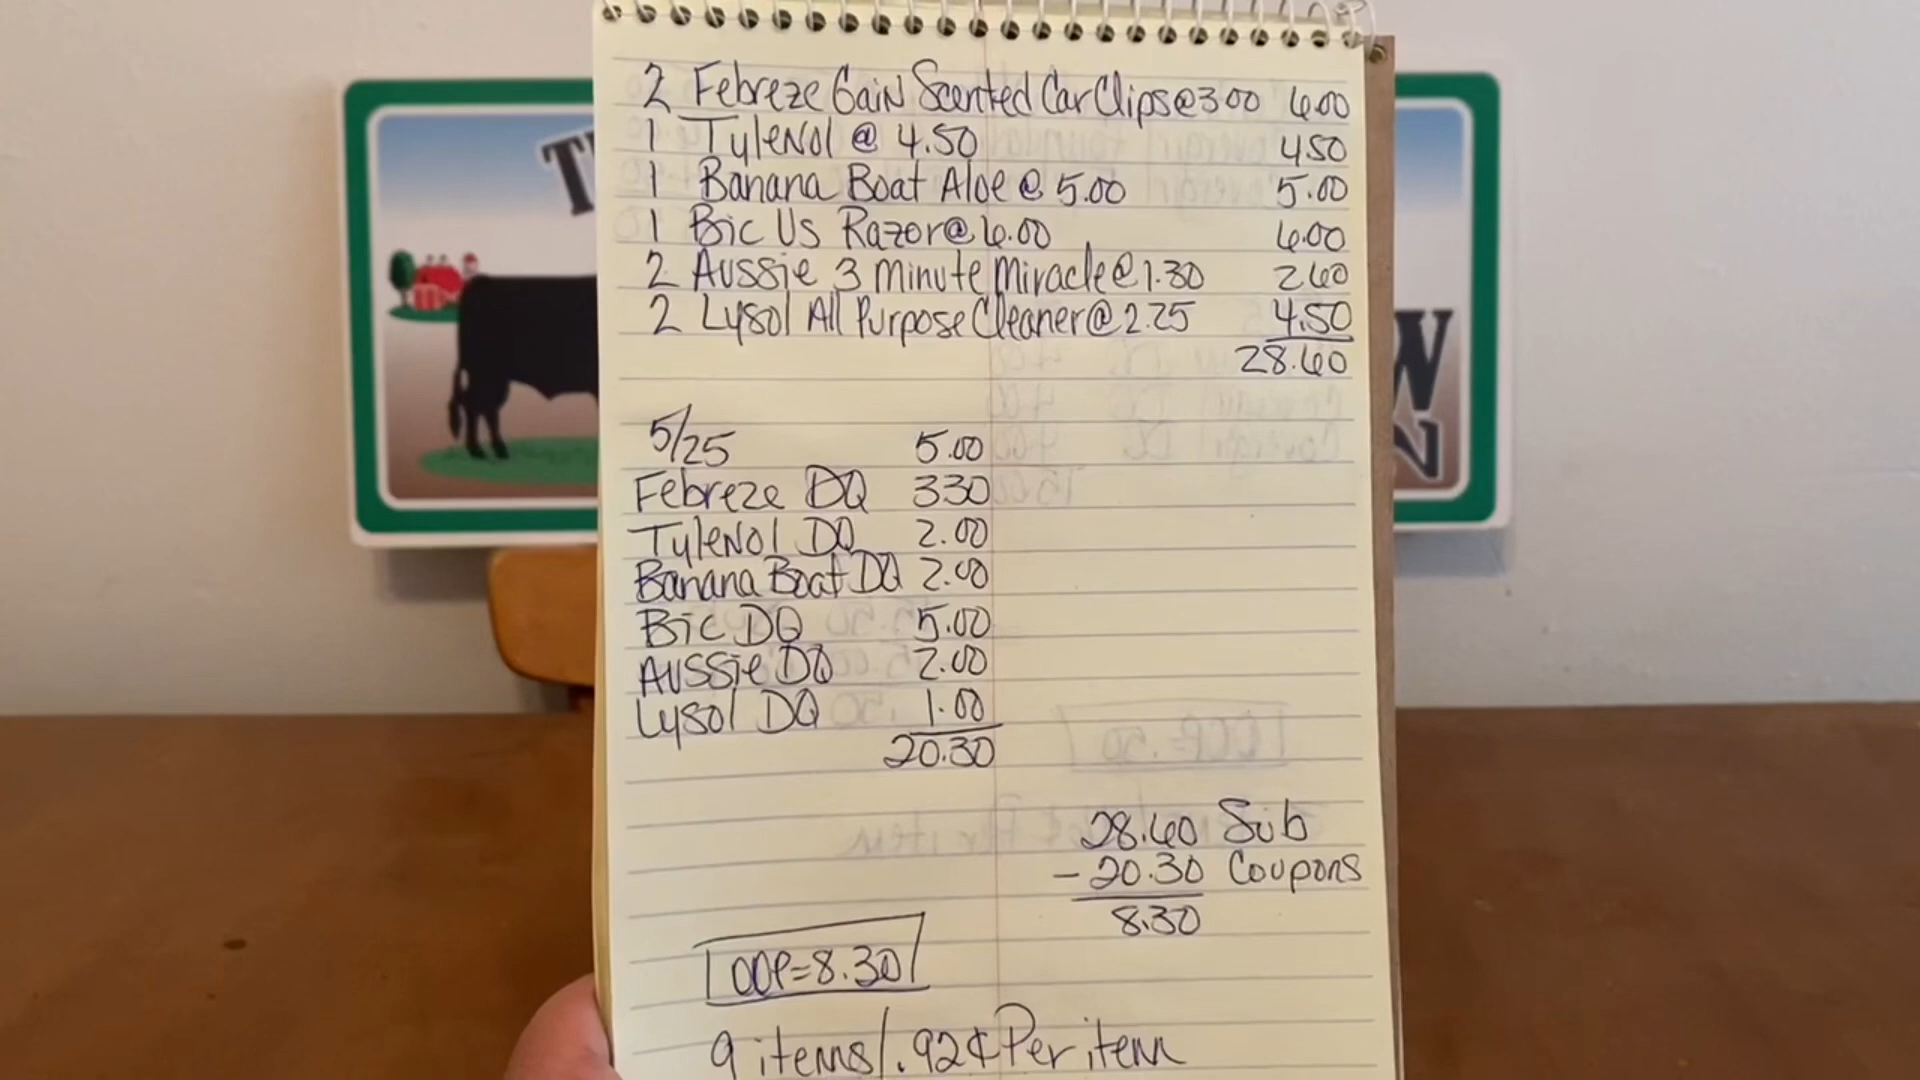 2 Febreze Gain Scented Car Clips @ 3.00 6.00
1 Tylenol @ 4.50 4.50
1 Banana Boat Aloe @ 5.00 5.00
1 Bic Us Razor @ 6.00 6.00
2 Aussie 3 Minute Miracle @ 1.30 2.60
2 Lysol All Purpose Cleaner @ 2.25 4.50
28.60
5/25 5.00
Febreze DQ 3.30
Tylenol DQ 2.00
Banana Boat DQ 2.00
Bic DQ 5.00
Aussie DQ 2.00
Lysol DQ 1.00
20.30
28.60 Sub
- 20.30 Coupons
8.30
OOP=8.30
9 items/.92¢ Per item